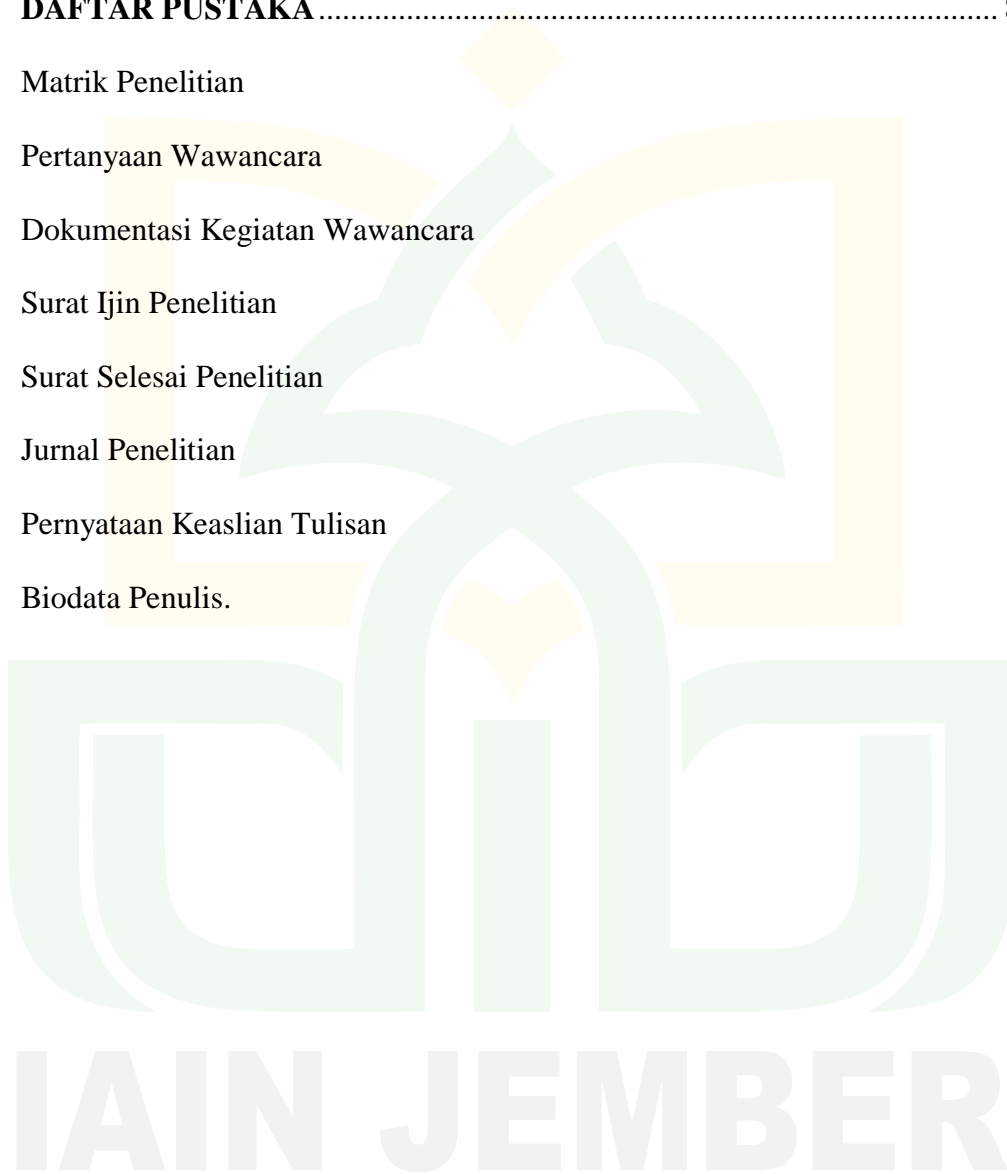 DAFTAR PUSTAKA ....................................................................................
Matrik Penelitian
Pertanyaan Wawancara
Dokumentasi Kegiatan Wawancara
Surat Ijin Penelitian
Surat Selesai Penelitian
Jurnal Penelitian
Pernyataan Keaslian Tulisan
Biodata Penulis.
IAIN JEMBER